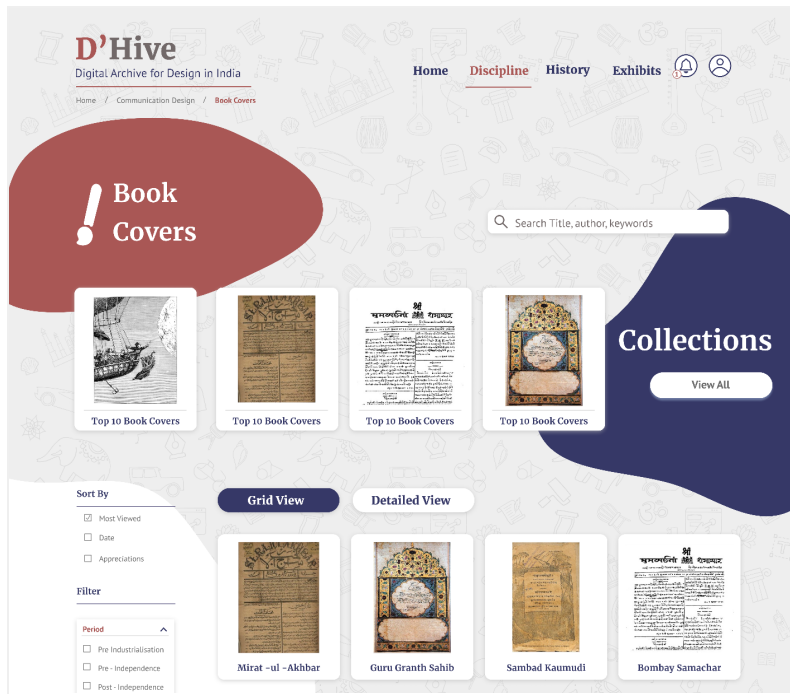 D’Hive
Digital Archive for Design in India
Home Discipline History Exhibits
1
Home / Communication Design / Book Covers
Book
Covers
Search Title, author, keywords
श्री
Collections
View All
Top 10 Book Covers
Top 10 Book Covers
Top 10 Book Covers
Top 10 Book Covers
Sort By
Most Viewed
Date
Appreciations
Filter
Period
Pre Industrialisation
Pre - Independence
Post - Independence
Grid View
Detailed View
श्री
Mirat -ul -Akhbar
Guru Granth Sahib
Sambad Kaumudi
Bombay Samachar